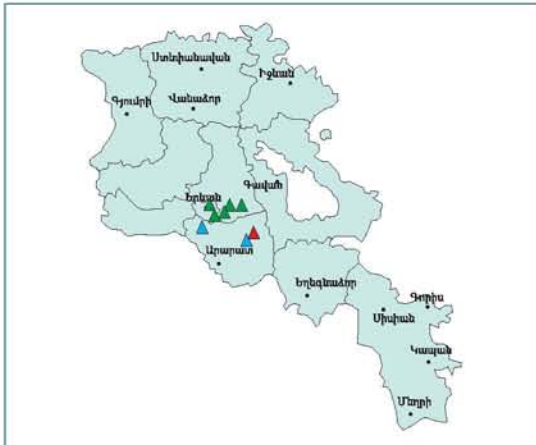 Ստեփանավան
Իջևան
Գյումրի
Վանաձոր
Գավառ
Երևան
Արարատ
Եղեգնաձոր
Գորիս
Սիսիան
Կապան
Մեղրի